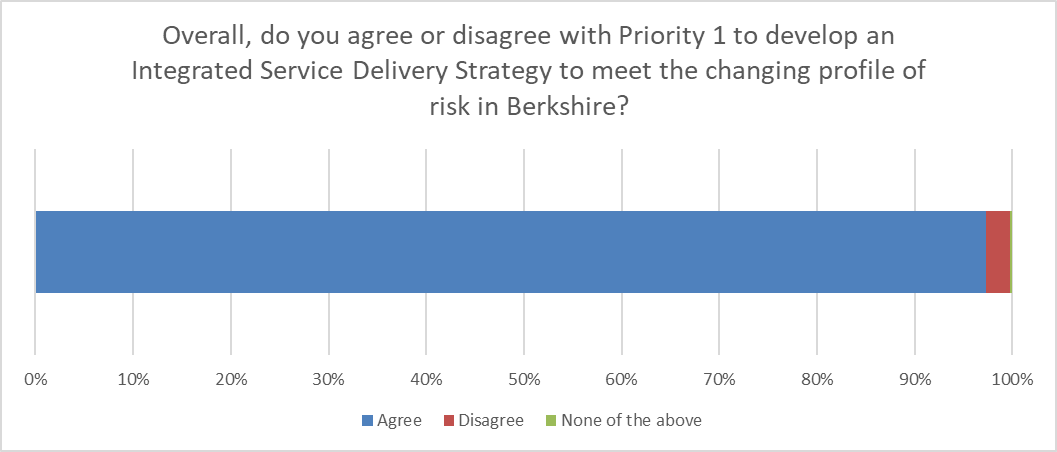 Overall, do you agree or disagree with Priority 1 to develop an
Integrated Service Delivery Strategy to meet the changing profile of
risk in Berkshire?
0% 10% 20% 30% 40% 50% 60% 70% 80% 90% 100%
Agree Disagree None of the above